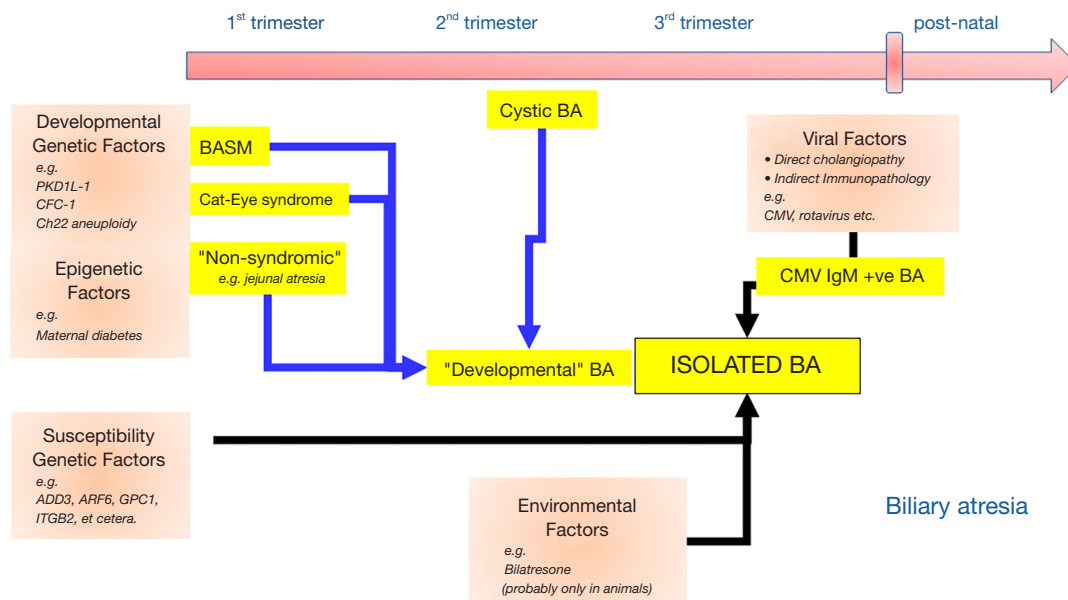 1st trimester
2nd trimester
3rd trimester
post-natal
Developmental
Genetic Factors
e.g.
PKD1L-1
CFC-1
Ch22 aneuploidy
Epigenetic
Factors
e.g.
Maternal diabetes
BASM
Cat-Eye syndrome
"Non-syndromic"
e.g. jejunal atresia
Cystic BA
"Developmental" BA
Viral Factors
• Direct cholangiopathy
• Indirect Immunopathology
e.g.
CMV, rotavirus etc.
CMV IgM +ve BA
ISOLATED BA
Susceptibility
Genetic Factors
e.g.
ADD3, ARF6, GPC1,
ITGB2, et cetera.
Environmental
Factors
e.g.
Bilatresone
(probably only in animals)
Biliary atresia